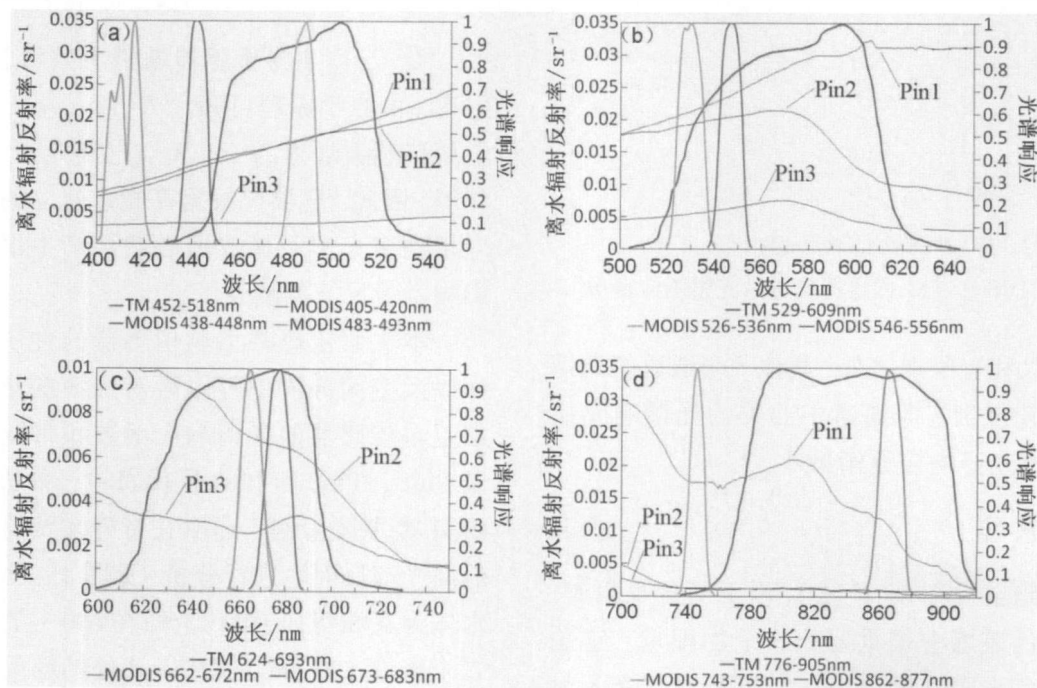 (a)
离水辐射反射率/sr⁻¹
0.035
0.03
0.025
0.02
0.015
0.01
0.005
0
1
0.9
0.8
0.7
0.6
0.5
0.4
0.3
0.2
0.1
0
光谱响应
Pin1
Pin2
Pin3
400 420 440 460 480 500 520 540
波长/nm
TM 452-518nm MODIS 405-420nm
MODIS 438-448nm MODIS 483-493nm
(b)
离水辐射反射率/sr⁻¹
0.035
0.03
0.025
0.02
0.015
0.01
0.005
0
1
0.9
0.8
0.7
0.6
0.5
0.4
0.3
0.2
0.1
0
光谱响应
Pin1
Pin2
Pin3
500 520 540 560 580 600 620 640
波长/nm
TM 529-609nm
MODIS 526-536nm MODIS 546-556nm
(c)
离水辐射反射率/sr⁻¹
0.01
0.008
0.006
0.004
0.002
0
1
0.9
0.8
0.7
0.6
0.5
0.4
0.3
0.2
0.1
0
光谱响应
Pin2
Pin3
600 620 640 660 680 700 720 740
波长/nm
TM 624-693nm
MODIS 662-672nm MODIS 673-683nm
(d)
离水辐射反射率/sr⁻¹
0.035
0.03
0.025
0.02
0.015
0.01
0.005
0
1
0.9
0.8
0.7
0.6
0.5
0.4
0.3
0.2
0.1
0
光谱响应
Pin1
Pin2
Pin3
700 740 780 820 860 900
波长/nm
TM 776-905nm
MODIS 743-753nm MODIS 862-877nm